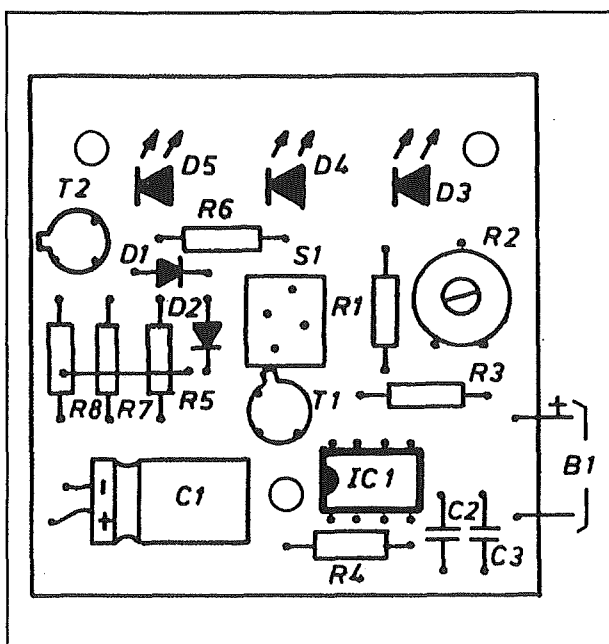 D5
D4
D3
T2
R6
R2
D1
S1
D2
R1
R3
R8
R7
R5
T1
+
B1
-
+
C1
IC1
C2
C3
R4